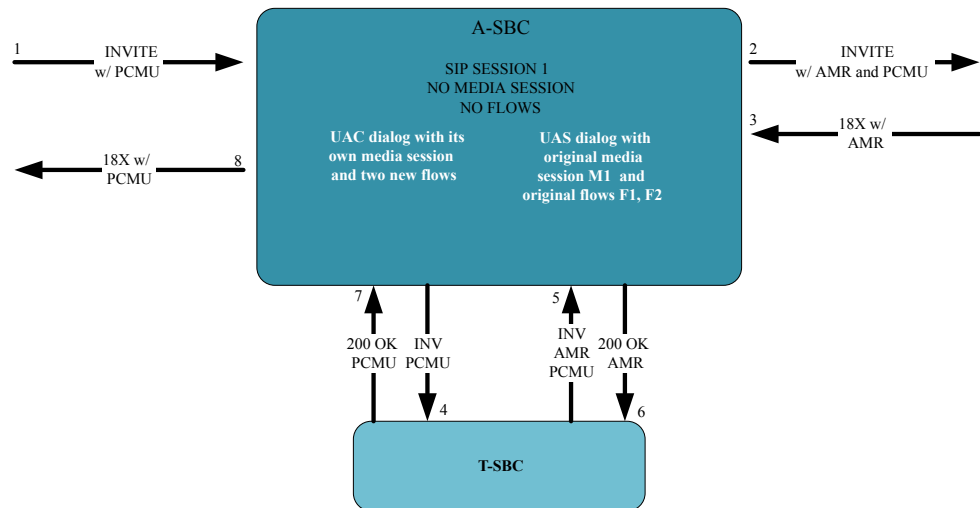 A-SBC
1
INVITE
w/ PCMU
SIP SESSION 1
NO MEDIA SESSION
NO FLOWS
2
INVITE
w/ AMR and PCMU
3
18X w/
AMR
UAC dialog with its
own media session
and two new flows
UAS dialog with
original media
session M1 and
original flows F1, F2
18X w/
PCMU
8
7
200 OK
PCMU
INV
PCMU
4
5
INV
AMR
PCMU
200 OK
AMR
6
T-SBC